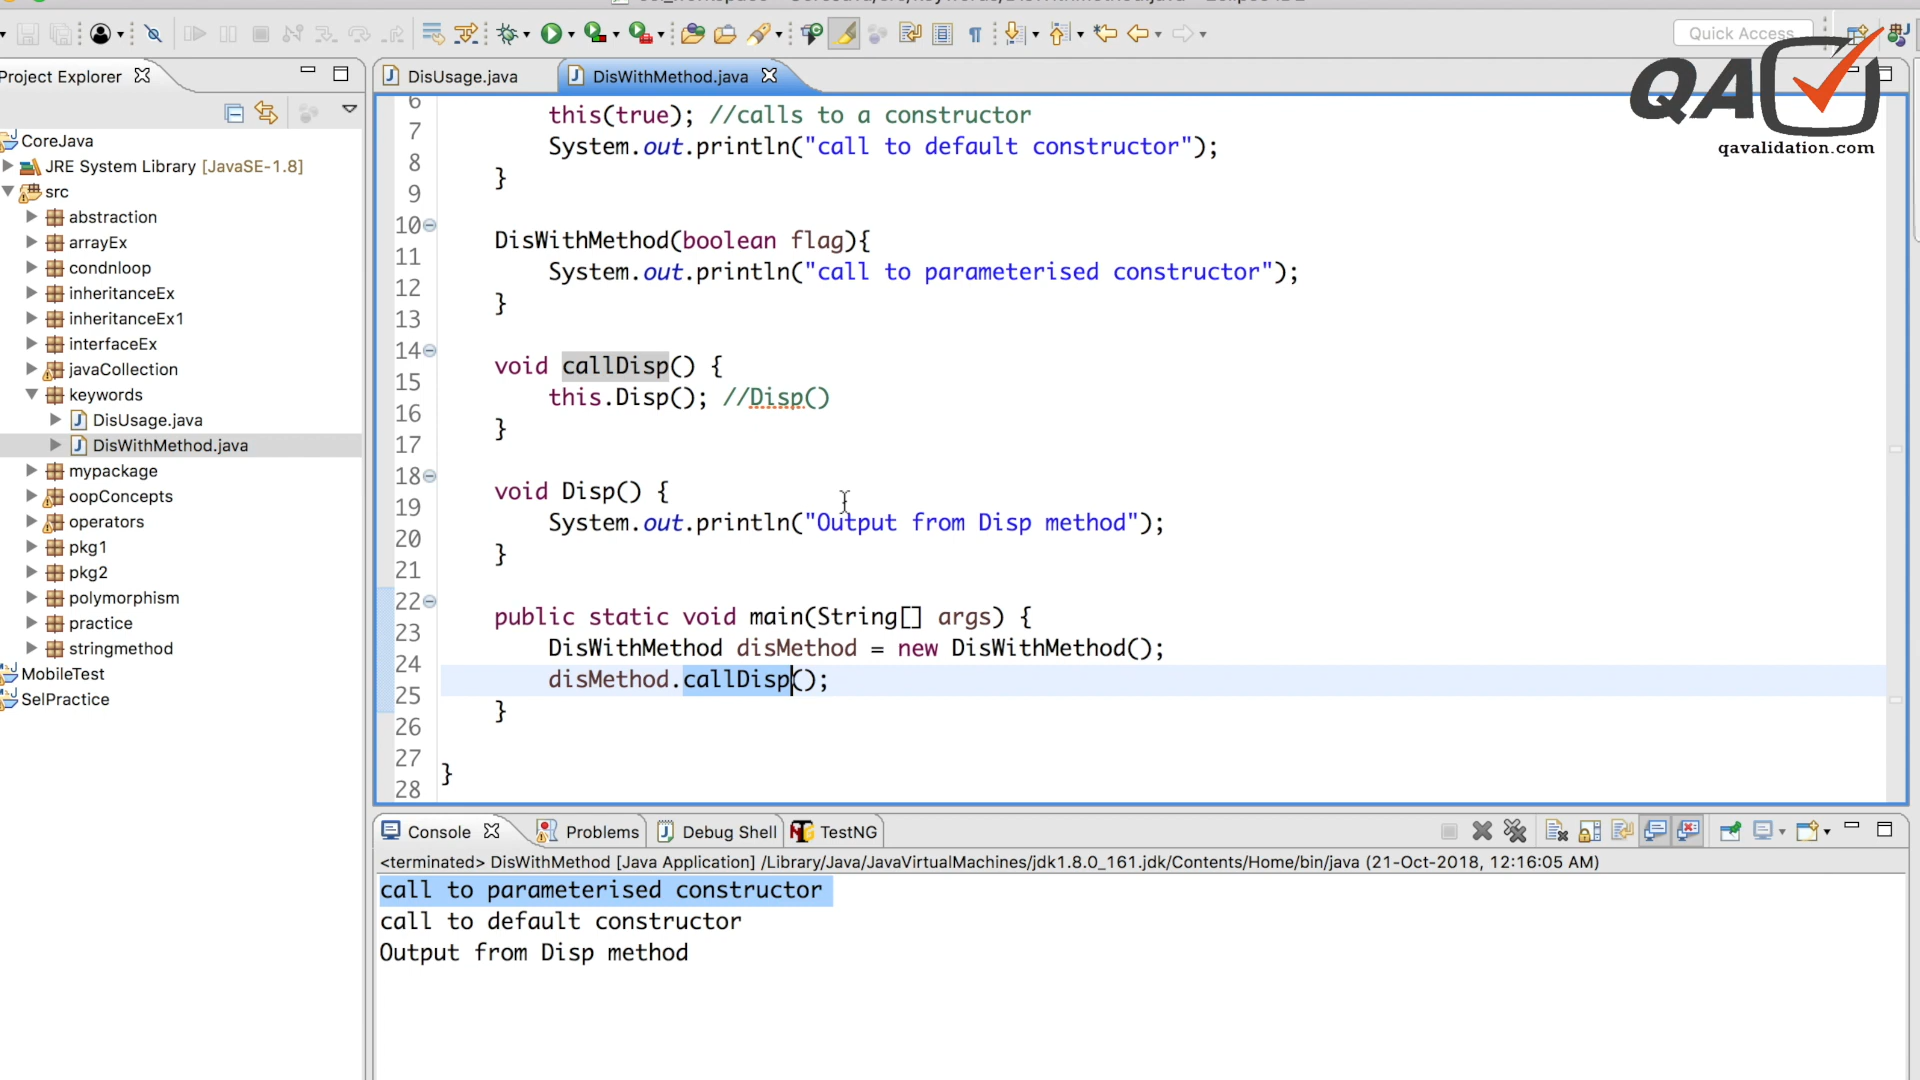 Quick Access
QA
qavalidation.com
Project Explorer
DisUsage.java
DisWithMethod.java
CoreJava
JRE System Library [JavaSE-1.8]
src
abstraction
arrayEx
condnloop
inheritanceEx
inheritanceEx1
interfaceEx
javaCollection
keywords
DisUsage.java
DisWithMethod.java
mypackage
oopConcepts
operators
pkg1
pkg2
polymorphism
practice
stringmethod
MobileTest
SelPractice
6 this(true); //calls to a constructor
7 System.out.println("call to default constructor");
8 }
9
10 DisWithMethod(boolean flag){
11 System.out.println("call to parameterised constructor");
12 }
13
14 void callDisp() {
15 this.Disp(); //Disp()
16 }
17
18 void Disp() {
19 System.out.println("Output from Disp method");
20 }
21
22 public static void main(String[] args) {
23 DisWithMethod disMethod = new DisWithMethod();
24 disMethod.callDisp();
25 }
26
27 }
28
Console
Problems
Debug Shell
TestNG
<terminated> DisWithMethod [Java Application] /Library/Java/JavaVirtualMachines/jdk1.8.0_161.jdk/Contents/Home/bin/java (21-Oct-2018, 12:16:05 AM)
call to parameterised constructor
call to default constructor
Output from Disp method